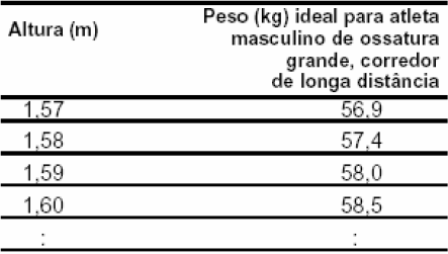 Altura (m)
Peso (kg) ideal para atleta
masculino de ossatura
grande, corredor
de longa distância
1,57 56,9
1,58 57,4
1,59 58,0
1,60 58,5
: :